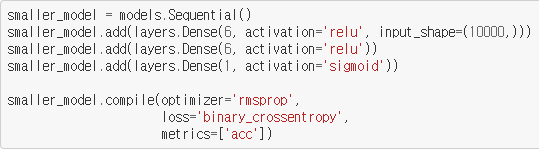 smaller_model = models.Sequential()
smaller_model.add(layers.Dense(6, activation='relu', input_shape=(10000,)))
smaller_model.add(layers.Dense(6, activation='relu'))
smaller_model.add(layers.Dense(1, activation='sigmoid'))

smaller_model.compile(optimizer='rmsprop',
                      loss='binary_crossentropy',
                      metrics=['acc'])